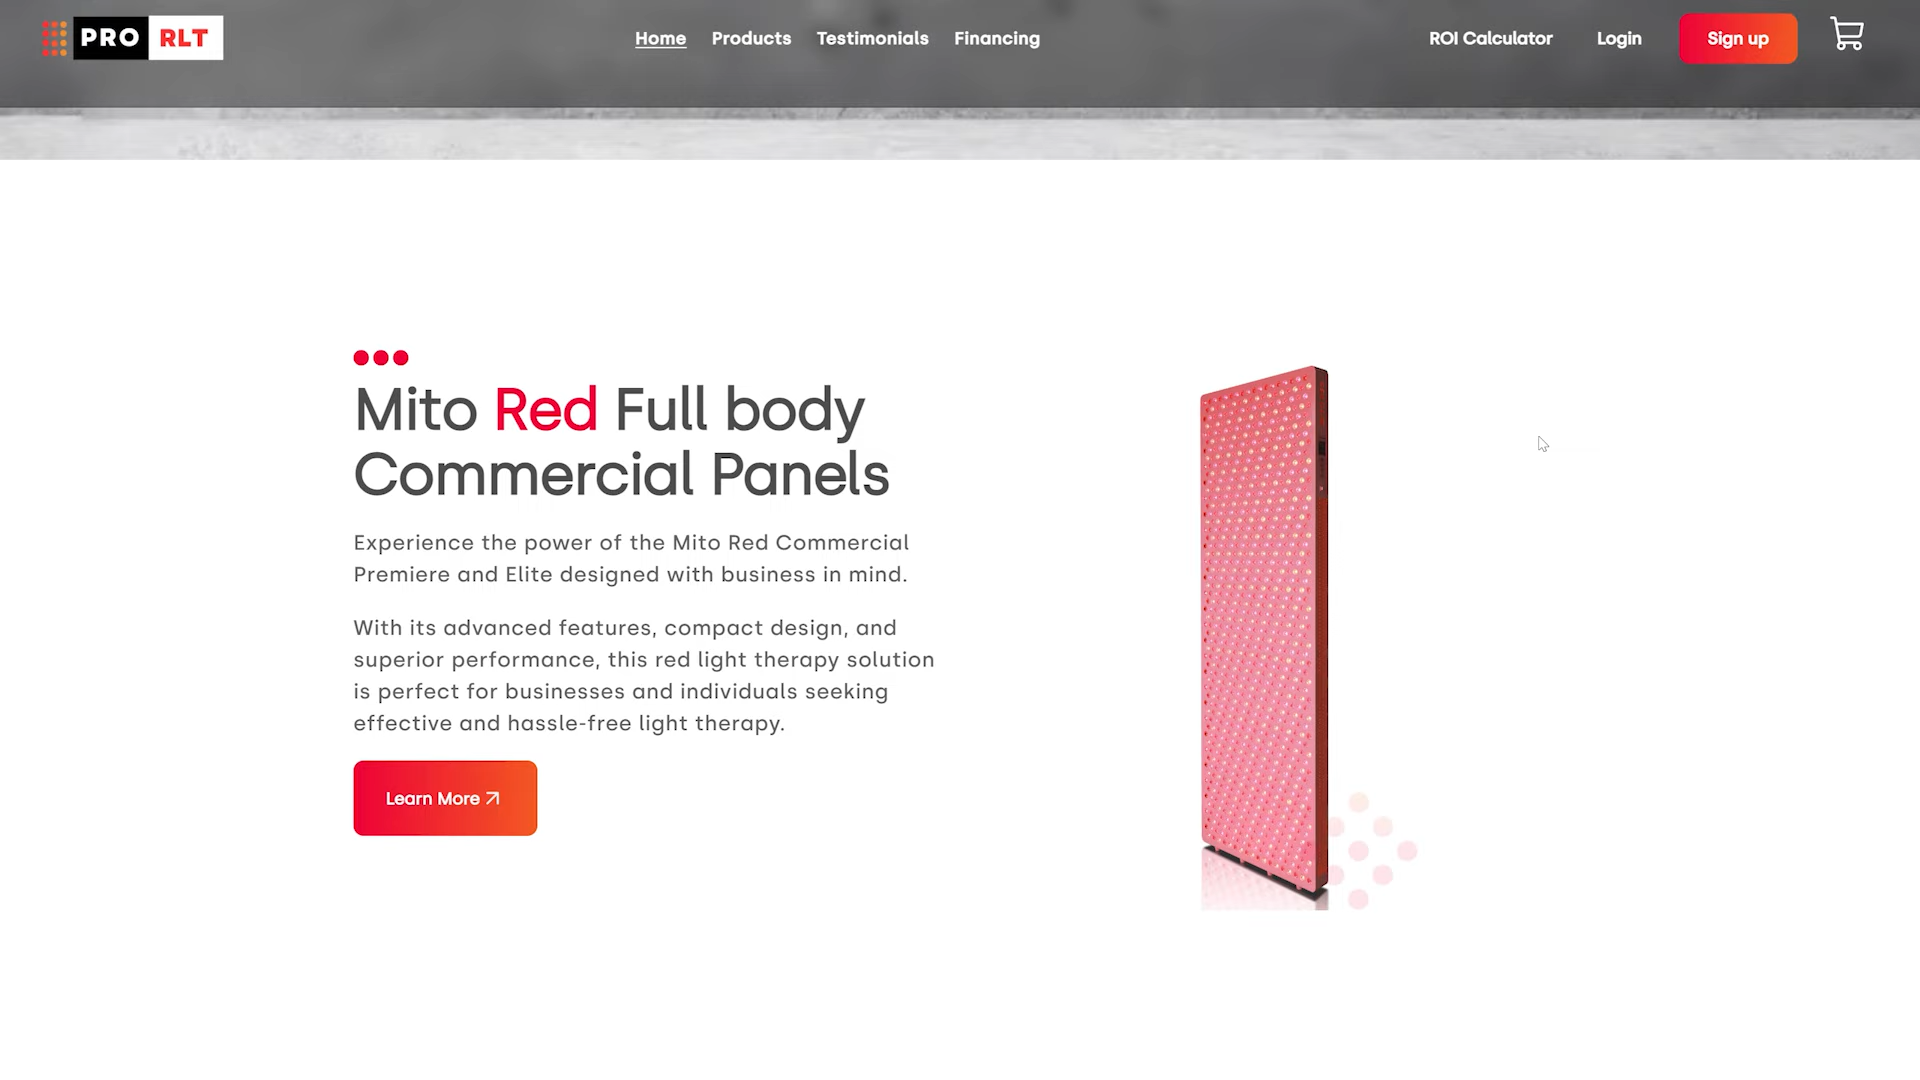 PRO RLT
Home Products Testimonials Financing
ROI Calculator Login Sign up
Mito Red Full body
Commercial Panels
Experience the power of the Mito Red Commercial
Premiere and Elite designed with business in mind.
With its advanced features, compact design, and
superior performance, this red light therapy solution
is perfect for businesses and individuals seeking
effective and hassle-free light therapy.
Learn More